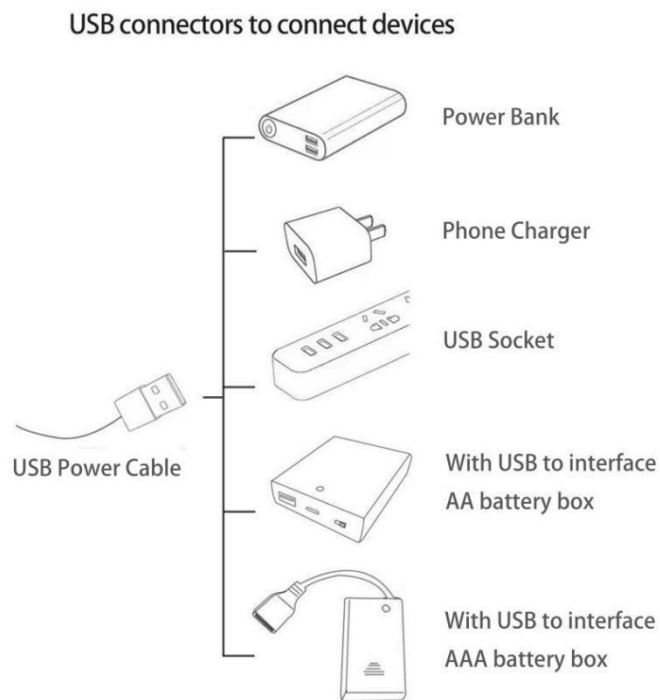 USB connectors to connect devices
Power Bank
Phone Charger
USB Socket
USB Power Cable
With USB to interface
AA battery box
With USB to interface
AAA battery box